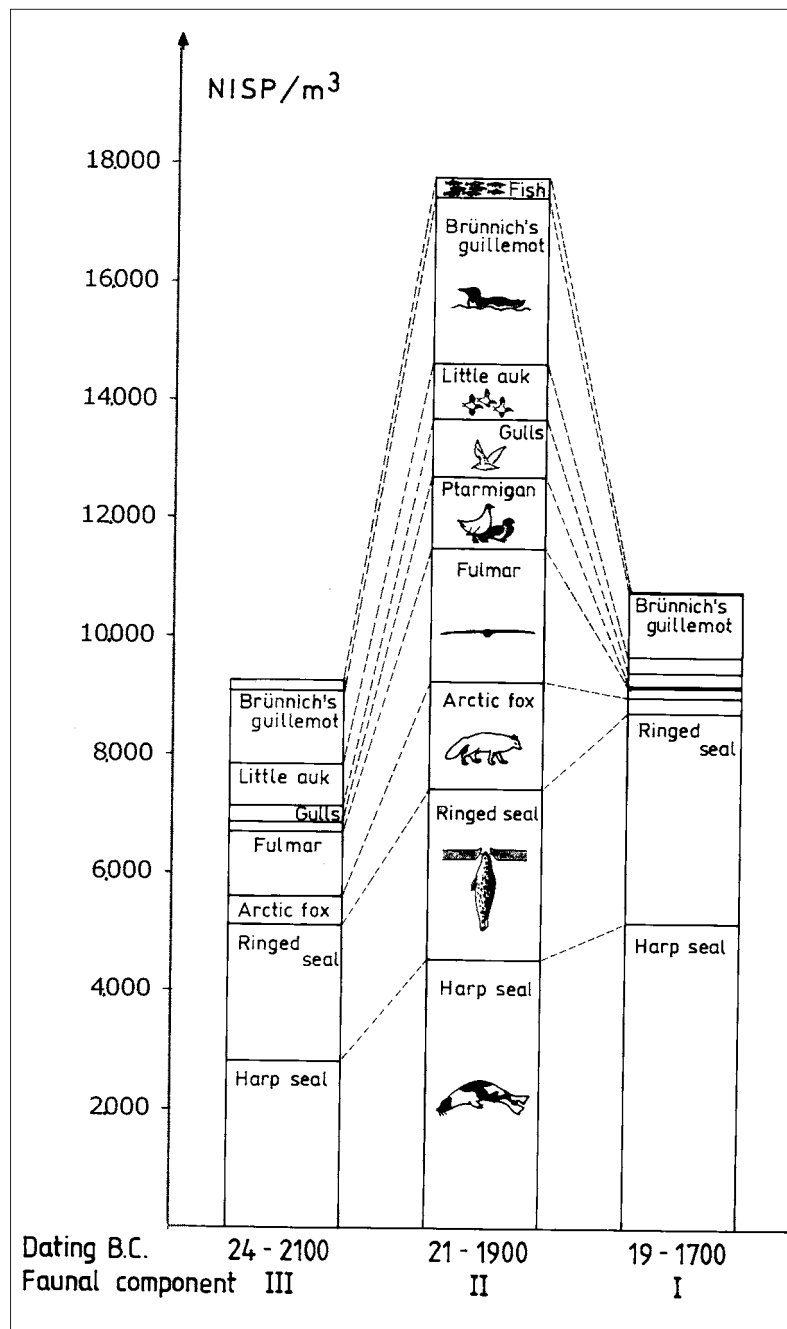 NISP/m³
18.000
16.000
14.000
12.000
10.000
8.000
6.000
4.000
2.000
Brünnich's
guillemot
Little auk
Gulls
Fulmar
Arctic fox
Ringed
seal
Harp seal
Fish
Brünnich's
guillemot
Little auk
Gulls
Ptarmigan
Fulmar
Arctic fox
Ringed seal
Harp seal
Brünnich's
guillemot
Ringed
seal
Harp seal
Dating B.C. 24 - 2100 21 - 1900 19 - 1700
Faunal component III II I